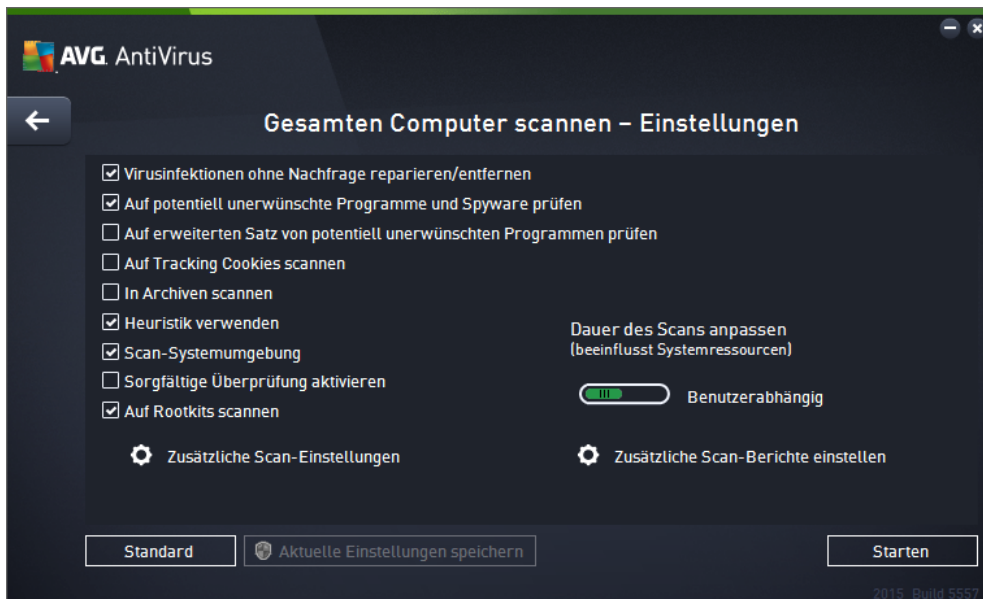 AVG. AntiVirus
Gesamten Computer scannen – Einstellungen
Virusinfektionen ohne Nachfrage reparieren/entfernen
Auf potentiell unerwünschte Programme und Spyware prüfen
Auf erweiterten Satz von potentiell unerwünschten Programmen prüfen
Auf Tracking Cookies scannen
In Archiven scannen
Heuristik verwenden
Scan-Systemumgebung
Sorgfältige Überprüfung aktivieren
Auf Rootkits scannen
Dauer des Scans anpassen
(beeinflusst Systemressourcen)
Benutzerabhängig
Zusätzliche Scan-Einstellungen
Zusätzliche Scan-Berichte einstellen
Standard
Aktuelle Einstellungen speichern
Starten
2015 Build 5557